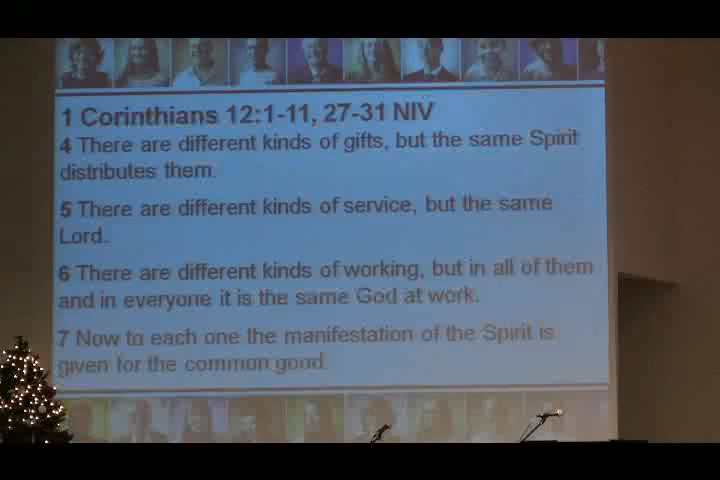 1 Corinthians 12:1-11, 27-31 NIV
4 There are different kinds of gifts, but the same Spirit
distributes them.
5 There are different kinds of service, but the same
Lord.
6 There are different kinds of working, but in all of them
and in everyone it is the same God at work.
7 Now to each one the manifestation of the Spirit is
given for the common good.